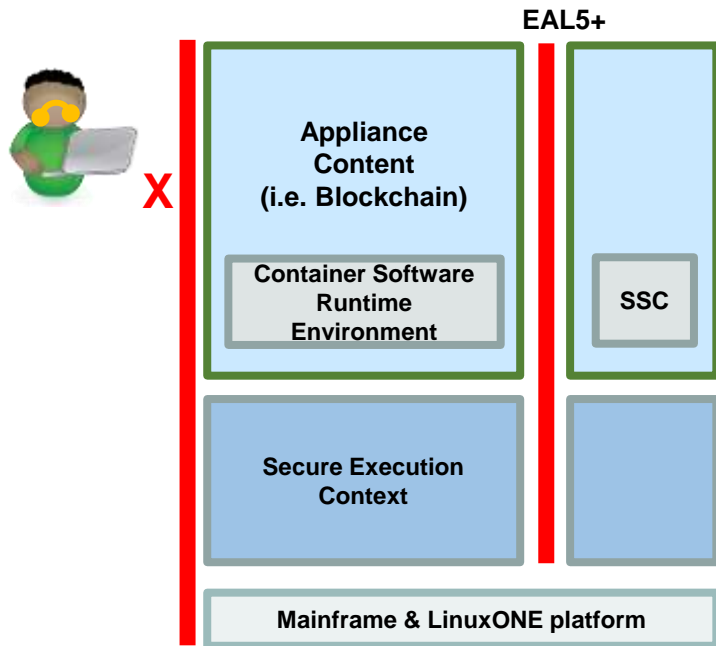 EAL5+
X
Appliance
Content
(i.e. Blockchain)
Container Software
Runtime
Environment
SSC
Secure Execution
Context
Mainframe & LinuxONE platform